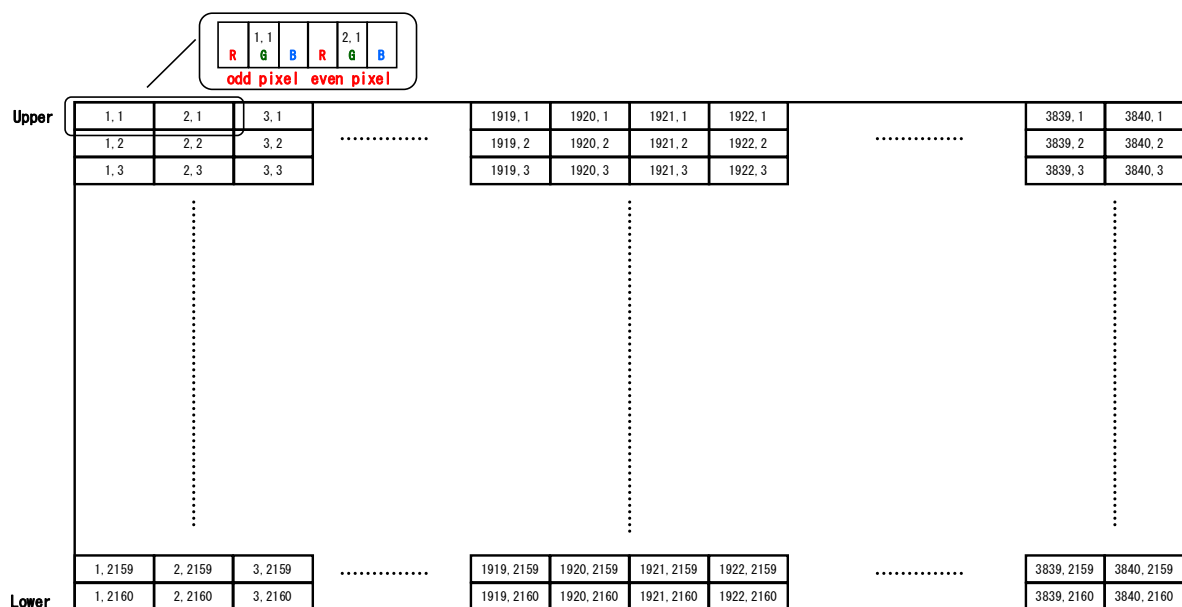 1,1 2,1
R G B R G B
odd pixel even pixel
Upper 1,1 2,1 3,1 ·············· 1919,1 1920,1 1921,1 1922,1 ·············· 3839,1 3840,1
1,2 2,2 3,2 1919,2 1920,2 1921,2 1922,2 3839,2 3840,2
1,3 2,3 3,3 1919,3 1920,3 1921,3 1922,3 3839,3 3840,3
1,2159 2,2159 3,2159 ·············· 1919,2159 1920,2159 1921,2159 1922,2159 ·············· 3839,2159 3840,2159
Lower 1,2160 2,2160 3,2160 1919,2160 1920,2160 1921,2160 1922,2160 3839,2160 3840,2160